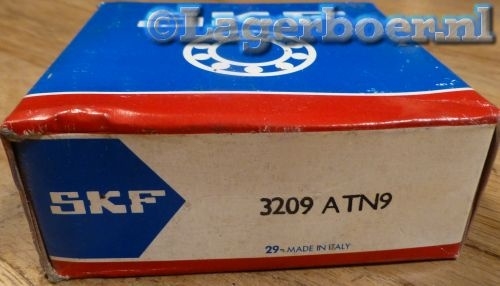 ©Lagerboer.nl
SKF
3209 ATN9
29 MADE IN ITALY